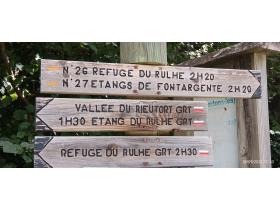 N°26 REFUGE DU RULHE 2H20
N°27 ETANGS DE FONTARGENTE 2H20
VALLEE DU RIEUTORT GRT
1H30 ETANG DU RULHE GRT
REFUGE DU RULHE GRT 2H30